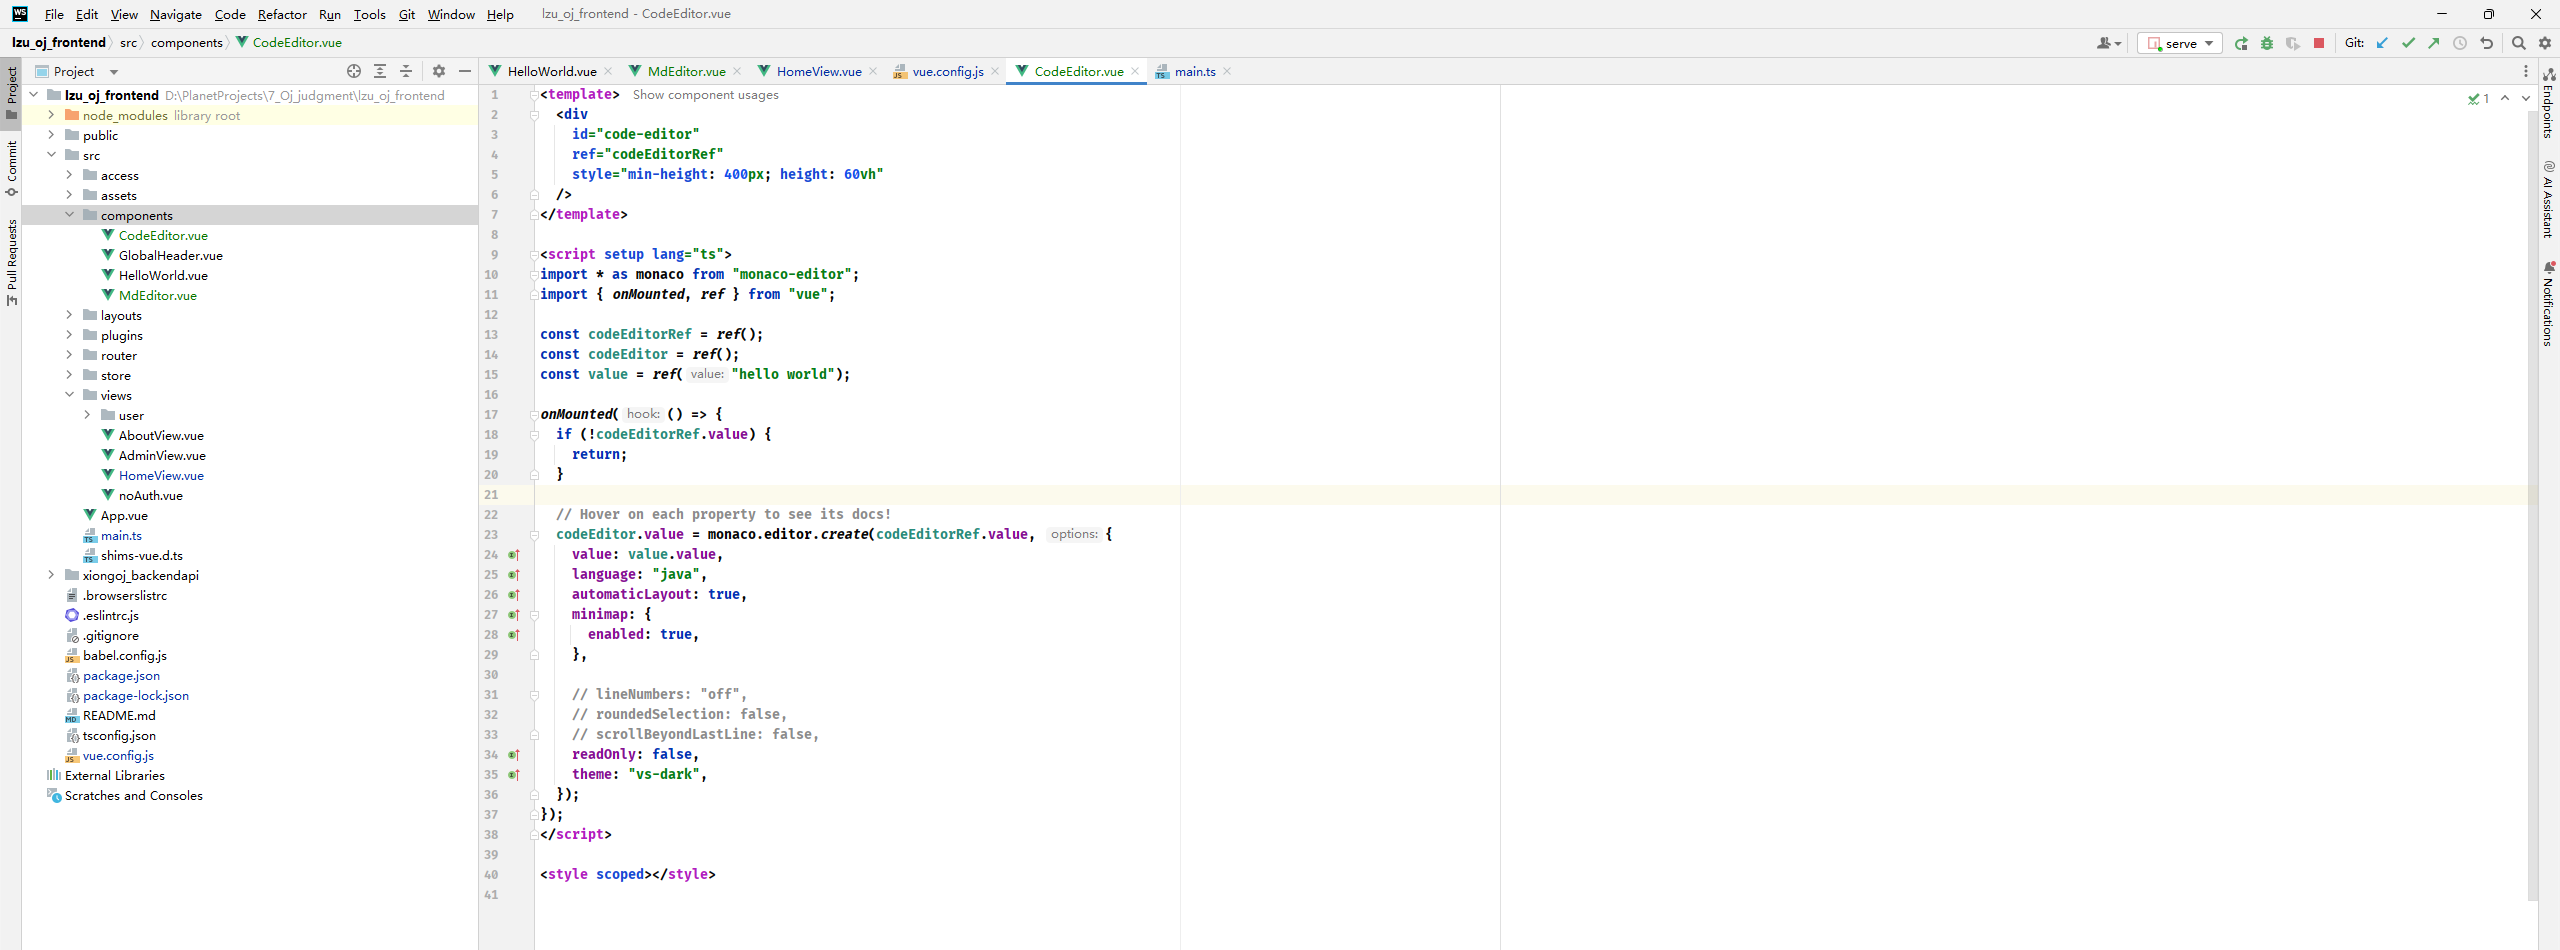 WS File Edit View Navigate Code Refactor Run Tools Git Window Help lzu_oj_frontend - CodeEditor.vue
lzu_oj_frontend src components CodeEditor.vue serve Git:
Project
HelloWorld.vue MdEditor.vue HomeView.vue vue.config.js CodeEditor.vue main.ts
Project
Commit
Pull Requests
lzu_oj_frontend D:\PlanetProjects\7_Oj_judgment\lzu_oj_frontend
node_modules library root
public
src
access
assets
components
CodeEditor.vue
GlobalHeader.vue
HelloWorld.vue
MdEditor.vue
layouts
plugins
router
store
views
user
AboutView.vue
AdminView.vue
HomeView.vue
noAuth.vue
App.vue
main.ts
shims-vue.d.ts
xiongoj_backendapi
.browserslistrc
.eslintrc.js
.gitignore
babel.config.js
package.json
package-lock.json
README.md
tsconfig.json
vue.config.js
External Libraries
Scratches and Consoles
1 <template> Show component usages
2 <div
3 id="code-editor"
4 ref="codeEditorRef"
5 style="min-height: 400px; height: 60vh"
6 />
7 </template>
8
9 <script setup lang="ts">
10 import * as monaco from "monaco-editor";
11 import { onMounted, ref } from "vue";
12
13 const codeEditorRef = ref();
14 const codeEditor = ref();
15 const value = ref( value: "hello world");
16
17 onMounted( hook: () => {
18 if (!codeEditorRef.value) {
19 return;
20 }
21
22 // Hover on each property to see its docs!
23 codeEditor.value = monaco.editor.create(codeEditorRef.value, options: {
24 value: value.value,
25 language: "java",
26 automaticLayout: true,
27 minimap: {
28 enabled: true,
29 },
30
31 // lineNumbers: "off",
32 // roundedSelection: false,
33 // scrollBeyondLastLine: false,
34 readOnly: false,
35 theme: "vs-dark",
36 });
37 });
38 </script>
39
40 <style scoped></style>
41
1
Endpoints
AI Assistant
Notifications